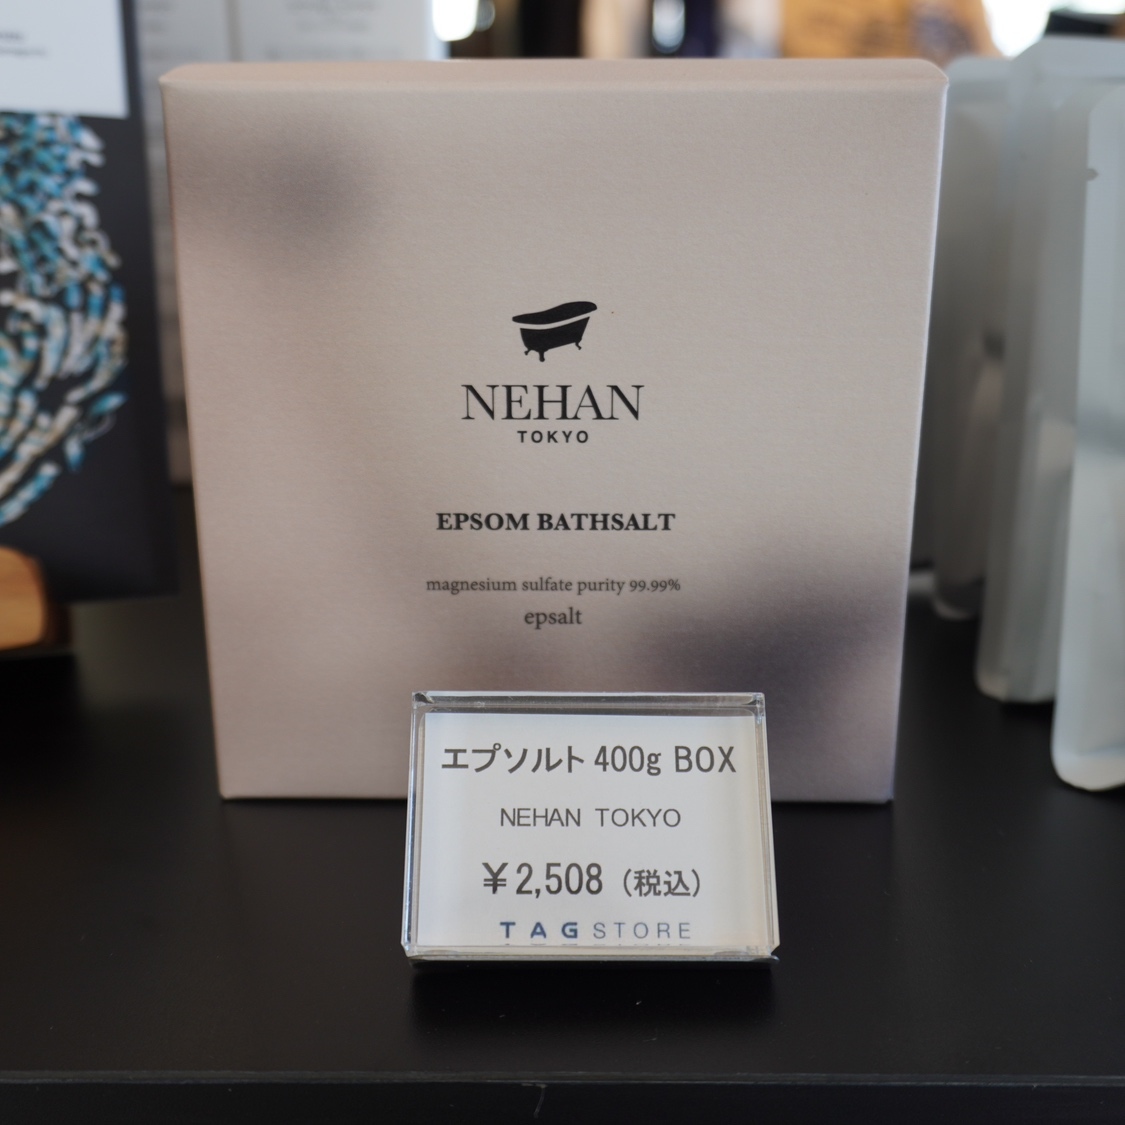 NEHAN
TOKYO
EPSOM BATHSALT
magnesium sulfate purity 99.99%
epsalt
エプソルト 400g BOX
NEHAN TOKYO
￥2,508（税込）
TAG STORE